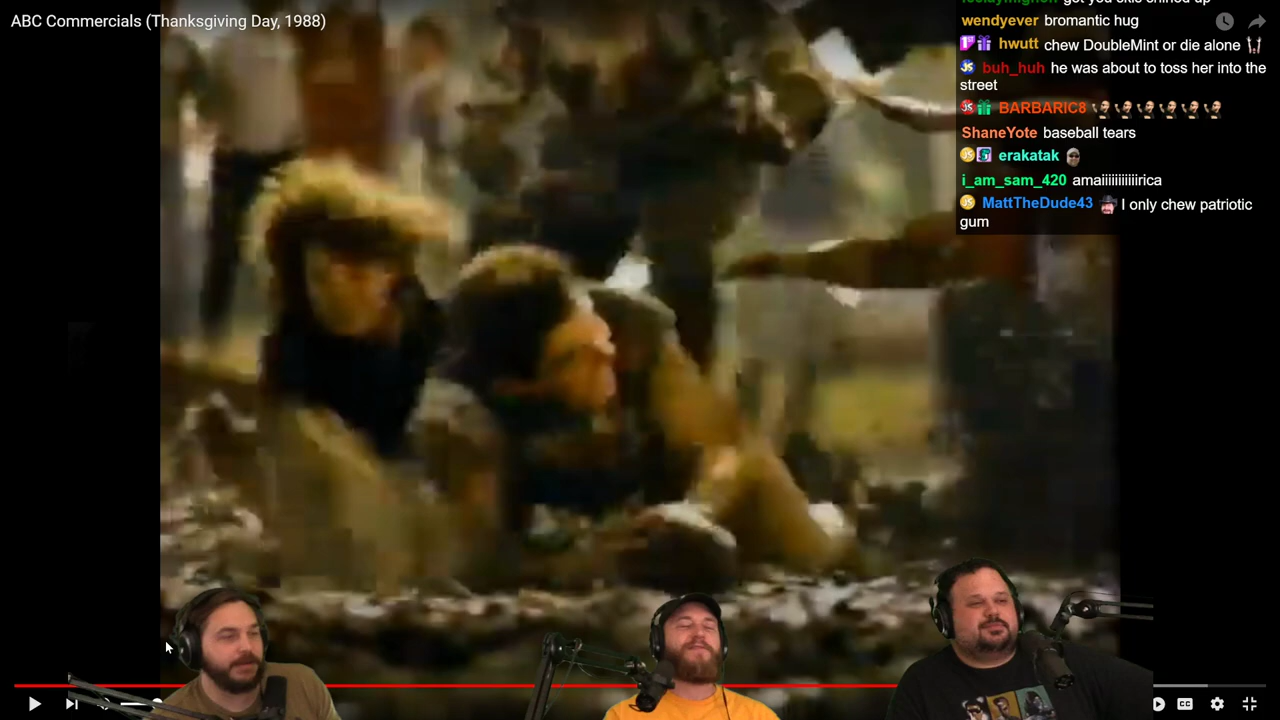 ABC Commercials (Thanksgiving Day, 1988)
wendyever bromantic hug
hwutt chew DoubleMint or die alone
buh_huh he was about to toss her into the
street
BARBARIC8
ShaneYote baseball tears
erakatak
i_am_sam_420 amaiiiiiiiiiiirica
MattTheDude43 I only chew patriotic
gum